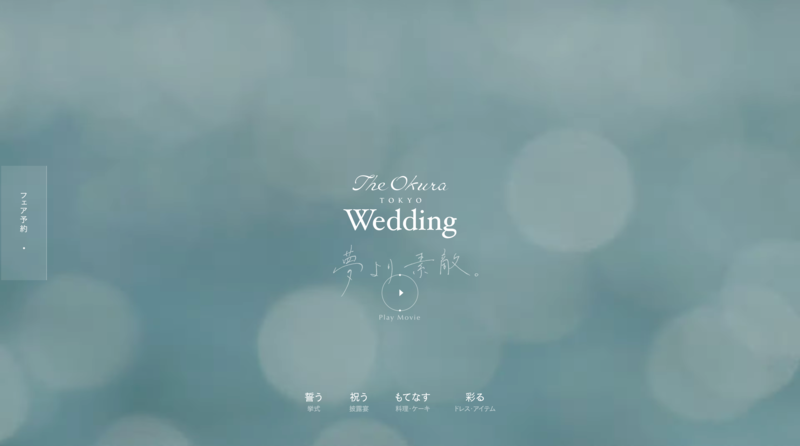 The Okura
TOKYO
Wedding
夢より、素敵。
Play Movie
フェア予約
誓う 祝う もてなす 彩る
挙式 披露宴 料理・ケーキ ドレス・アイテム